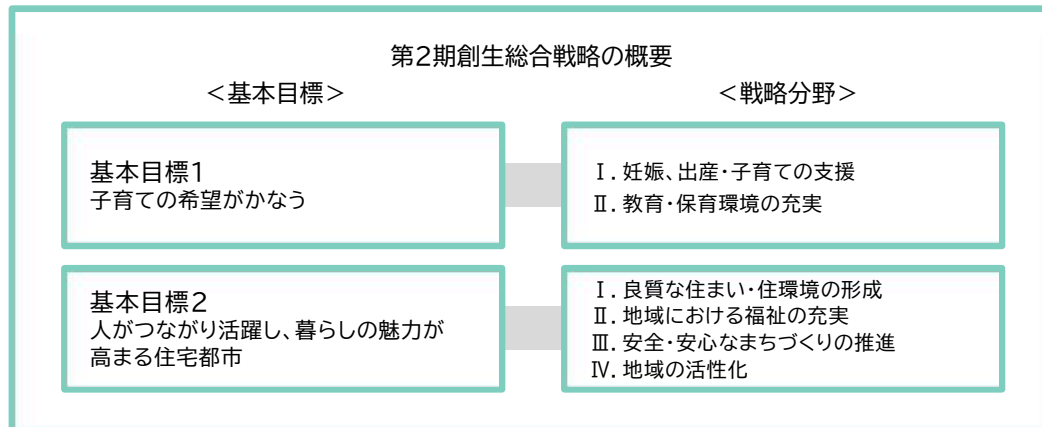 第2期創生総合戦略の概要
＜基本目標＞
＜戦略分野＞
基本目標1
子育ての希望がかなう
Ⅰ．妊娠、出産・子育ての支援
Ⅱ．教育・保育環境の充実
基本目標2
人がつながり活躍し、暮らしの魅力が
高まる住宅都市
Ⅰ．良質な住まい・住環境の形成
Ⅱ．地域における福祉の充実
Ⅲ．安全・安心なまちづくりの推進
Ⅳ．地域の活性化